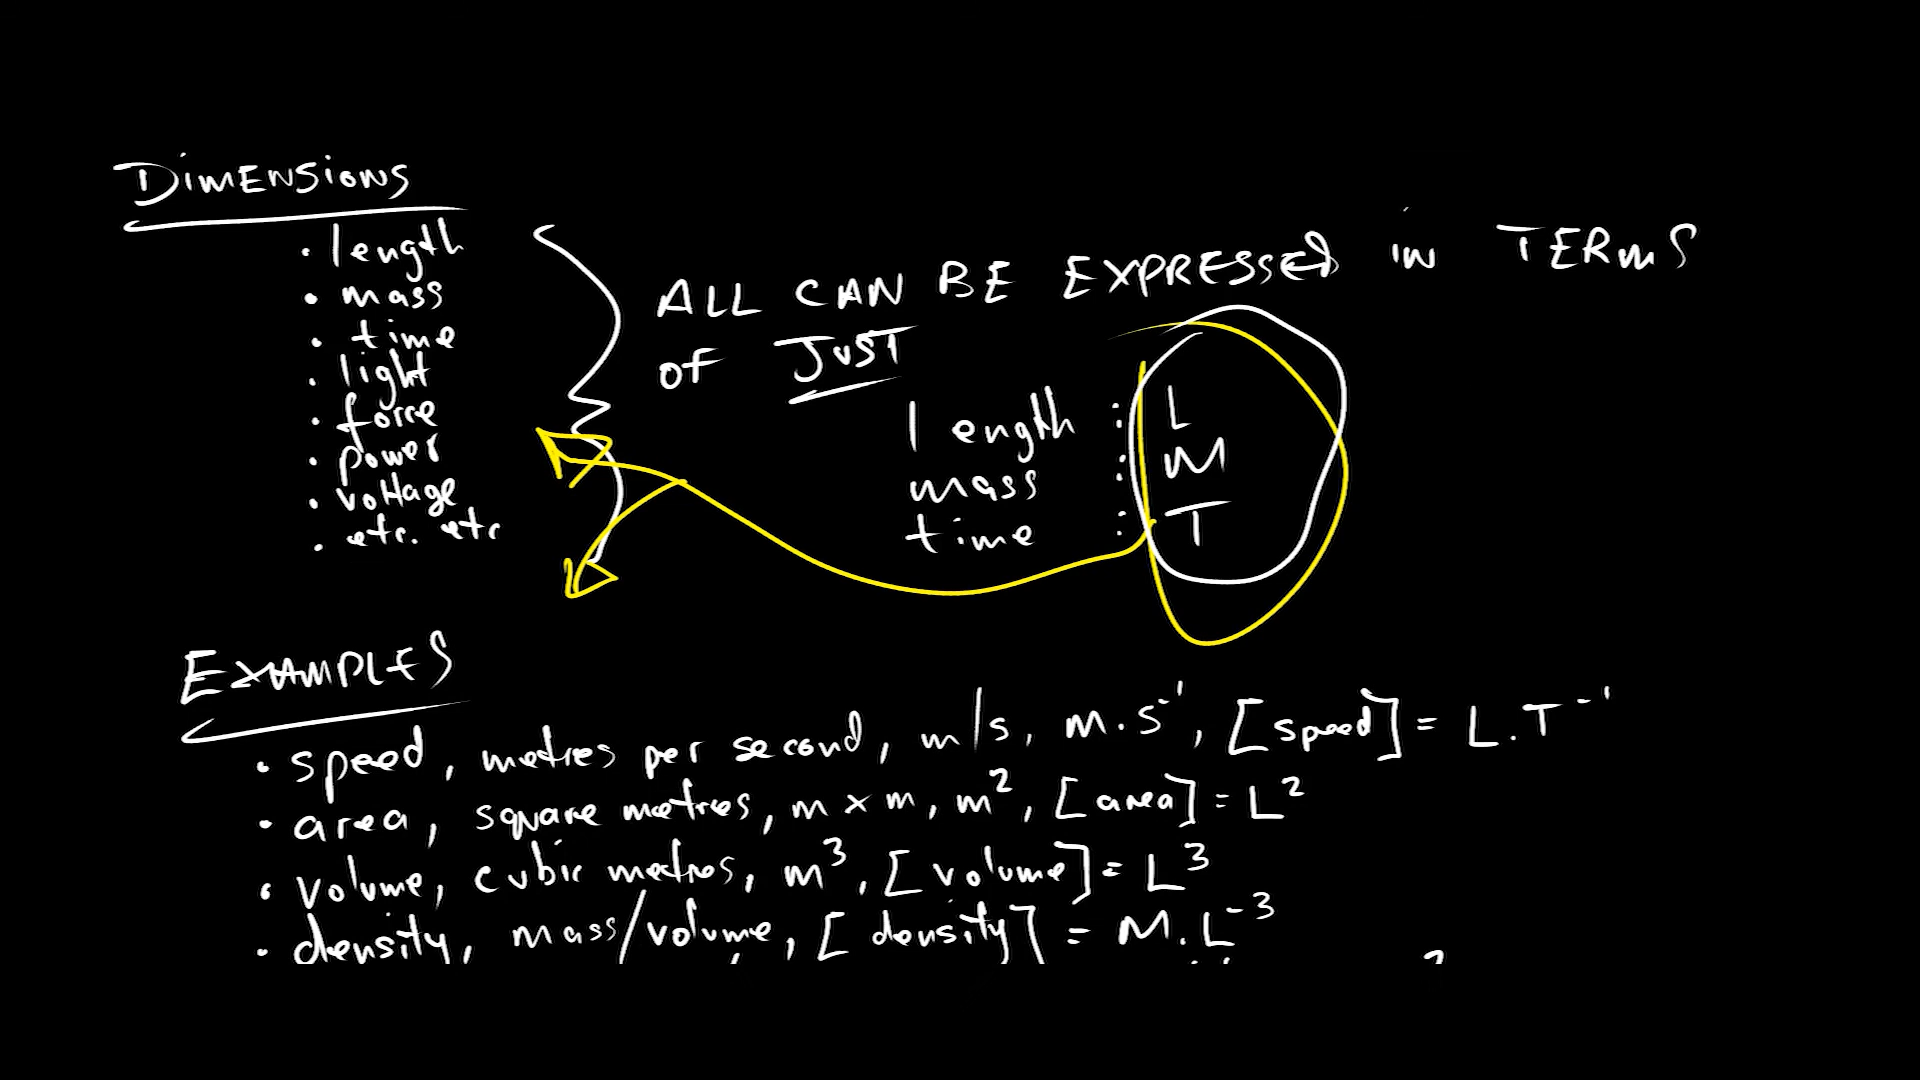 DIMENSIONS
• length
• mass
• time
• light
• force
• power
• voltage
• etc. etc
ALL CAN BE EXPRESSED IN TERMS
OF JUST
length : L
mass : M
time : T
EXAMPLES
• speed, metres per second, m/s, m.s⁻¹, [speed] = L.T⁻¹
• area, square metres, m x m, m², [area] = L²
• volume, cubic metres, m³, [volume] = L³
• density, mass/volume, [density] = M.L⁻³